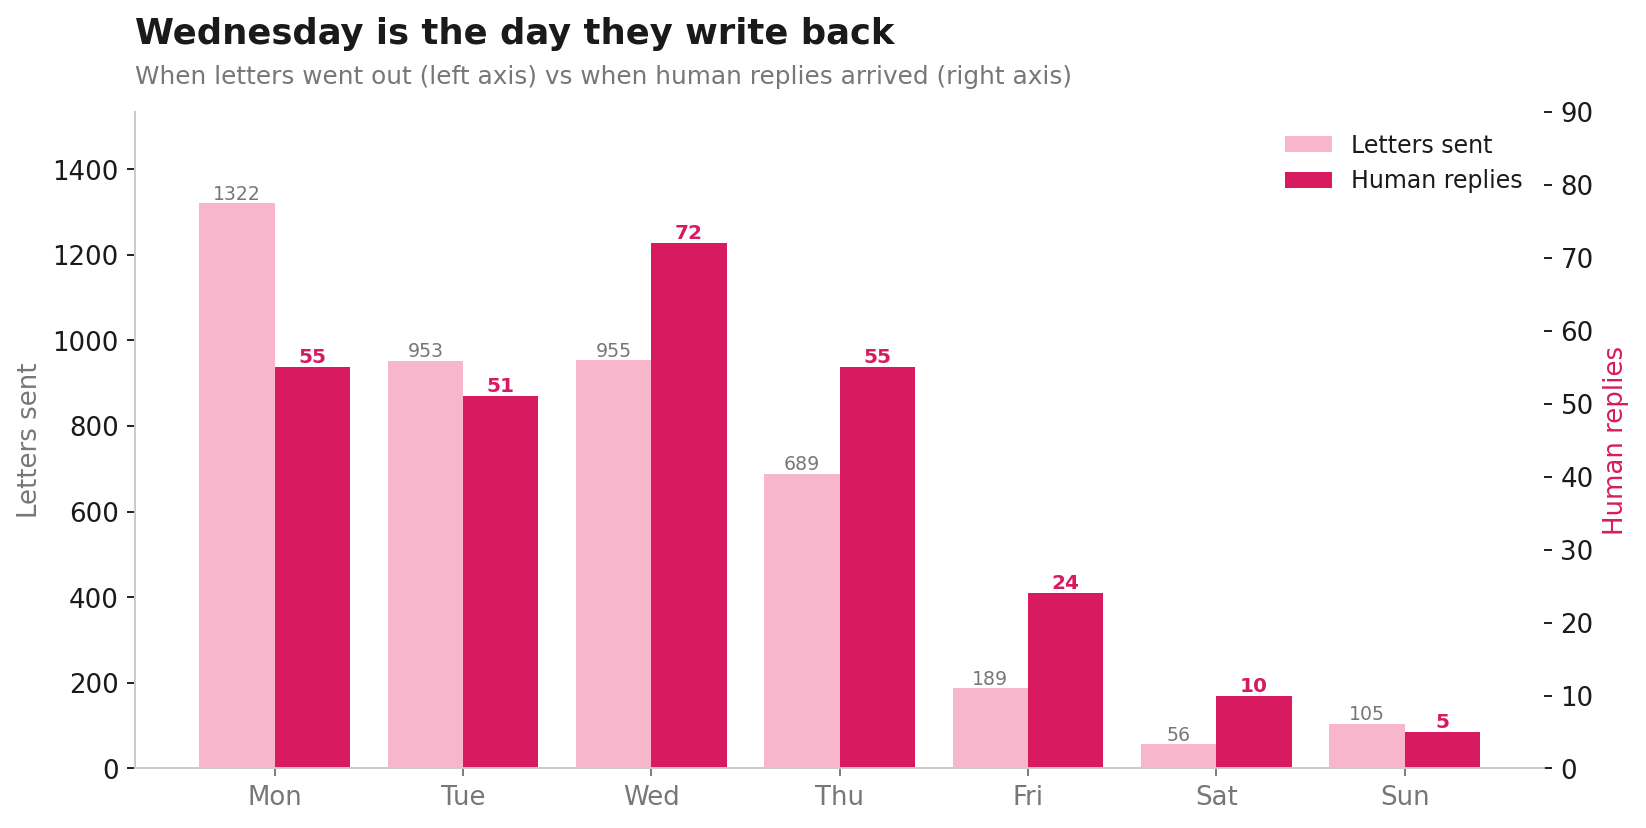 Wednesday is the day they write back
When letters went out (left axis) vs when human replies arrived (right axis)
Letters sent
Human replies
1400
1200
1000
800
600
400
200
0
Letters sent
90
80
70
60
50
40
30
20
10
0
Human replies
1322
55
953
51
955
72
689
55
189
24
56
10
105
5
Mon
Tue
Wed
Thu
Fri
Sat
Sun